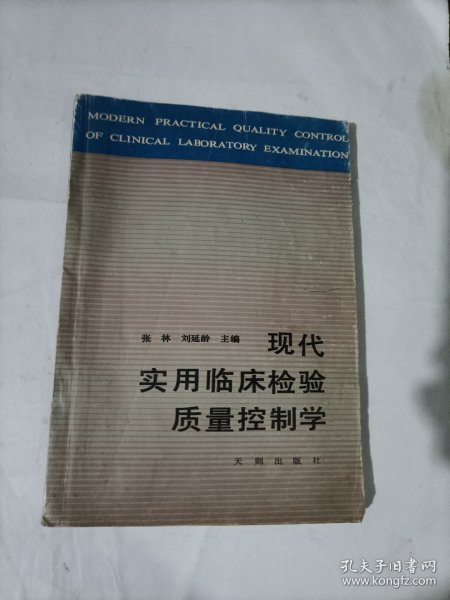 MODERN PRACTICAL QUALITY CONTROL
OF CLINICAL LABORATORY EXAMINATION
张林 刘延龄 主编
现代
实用临床检验
质量控制学
天则出版社
孔夫子旧书网
www.kongfz.com